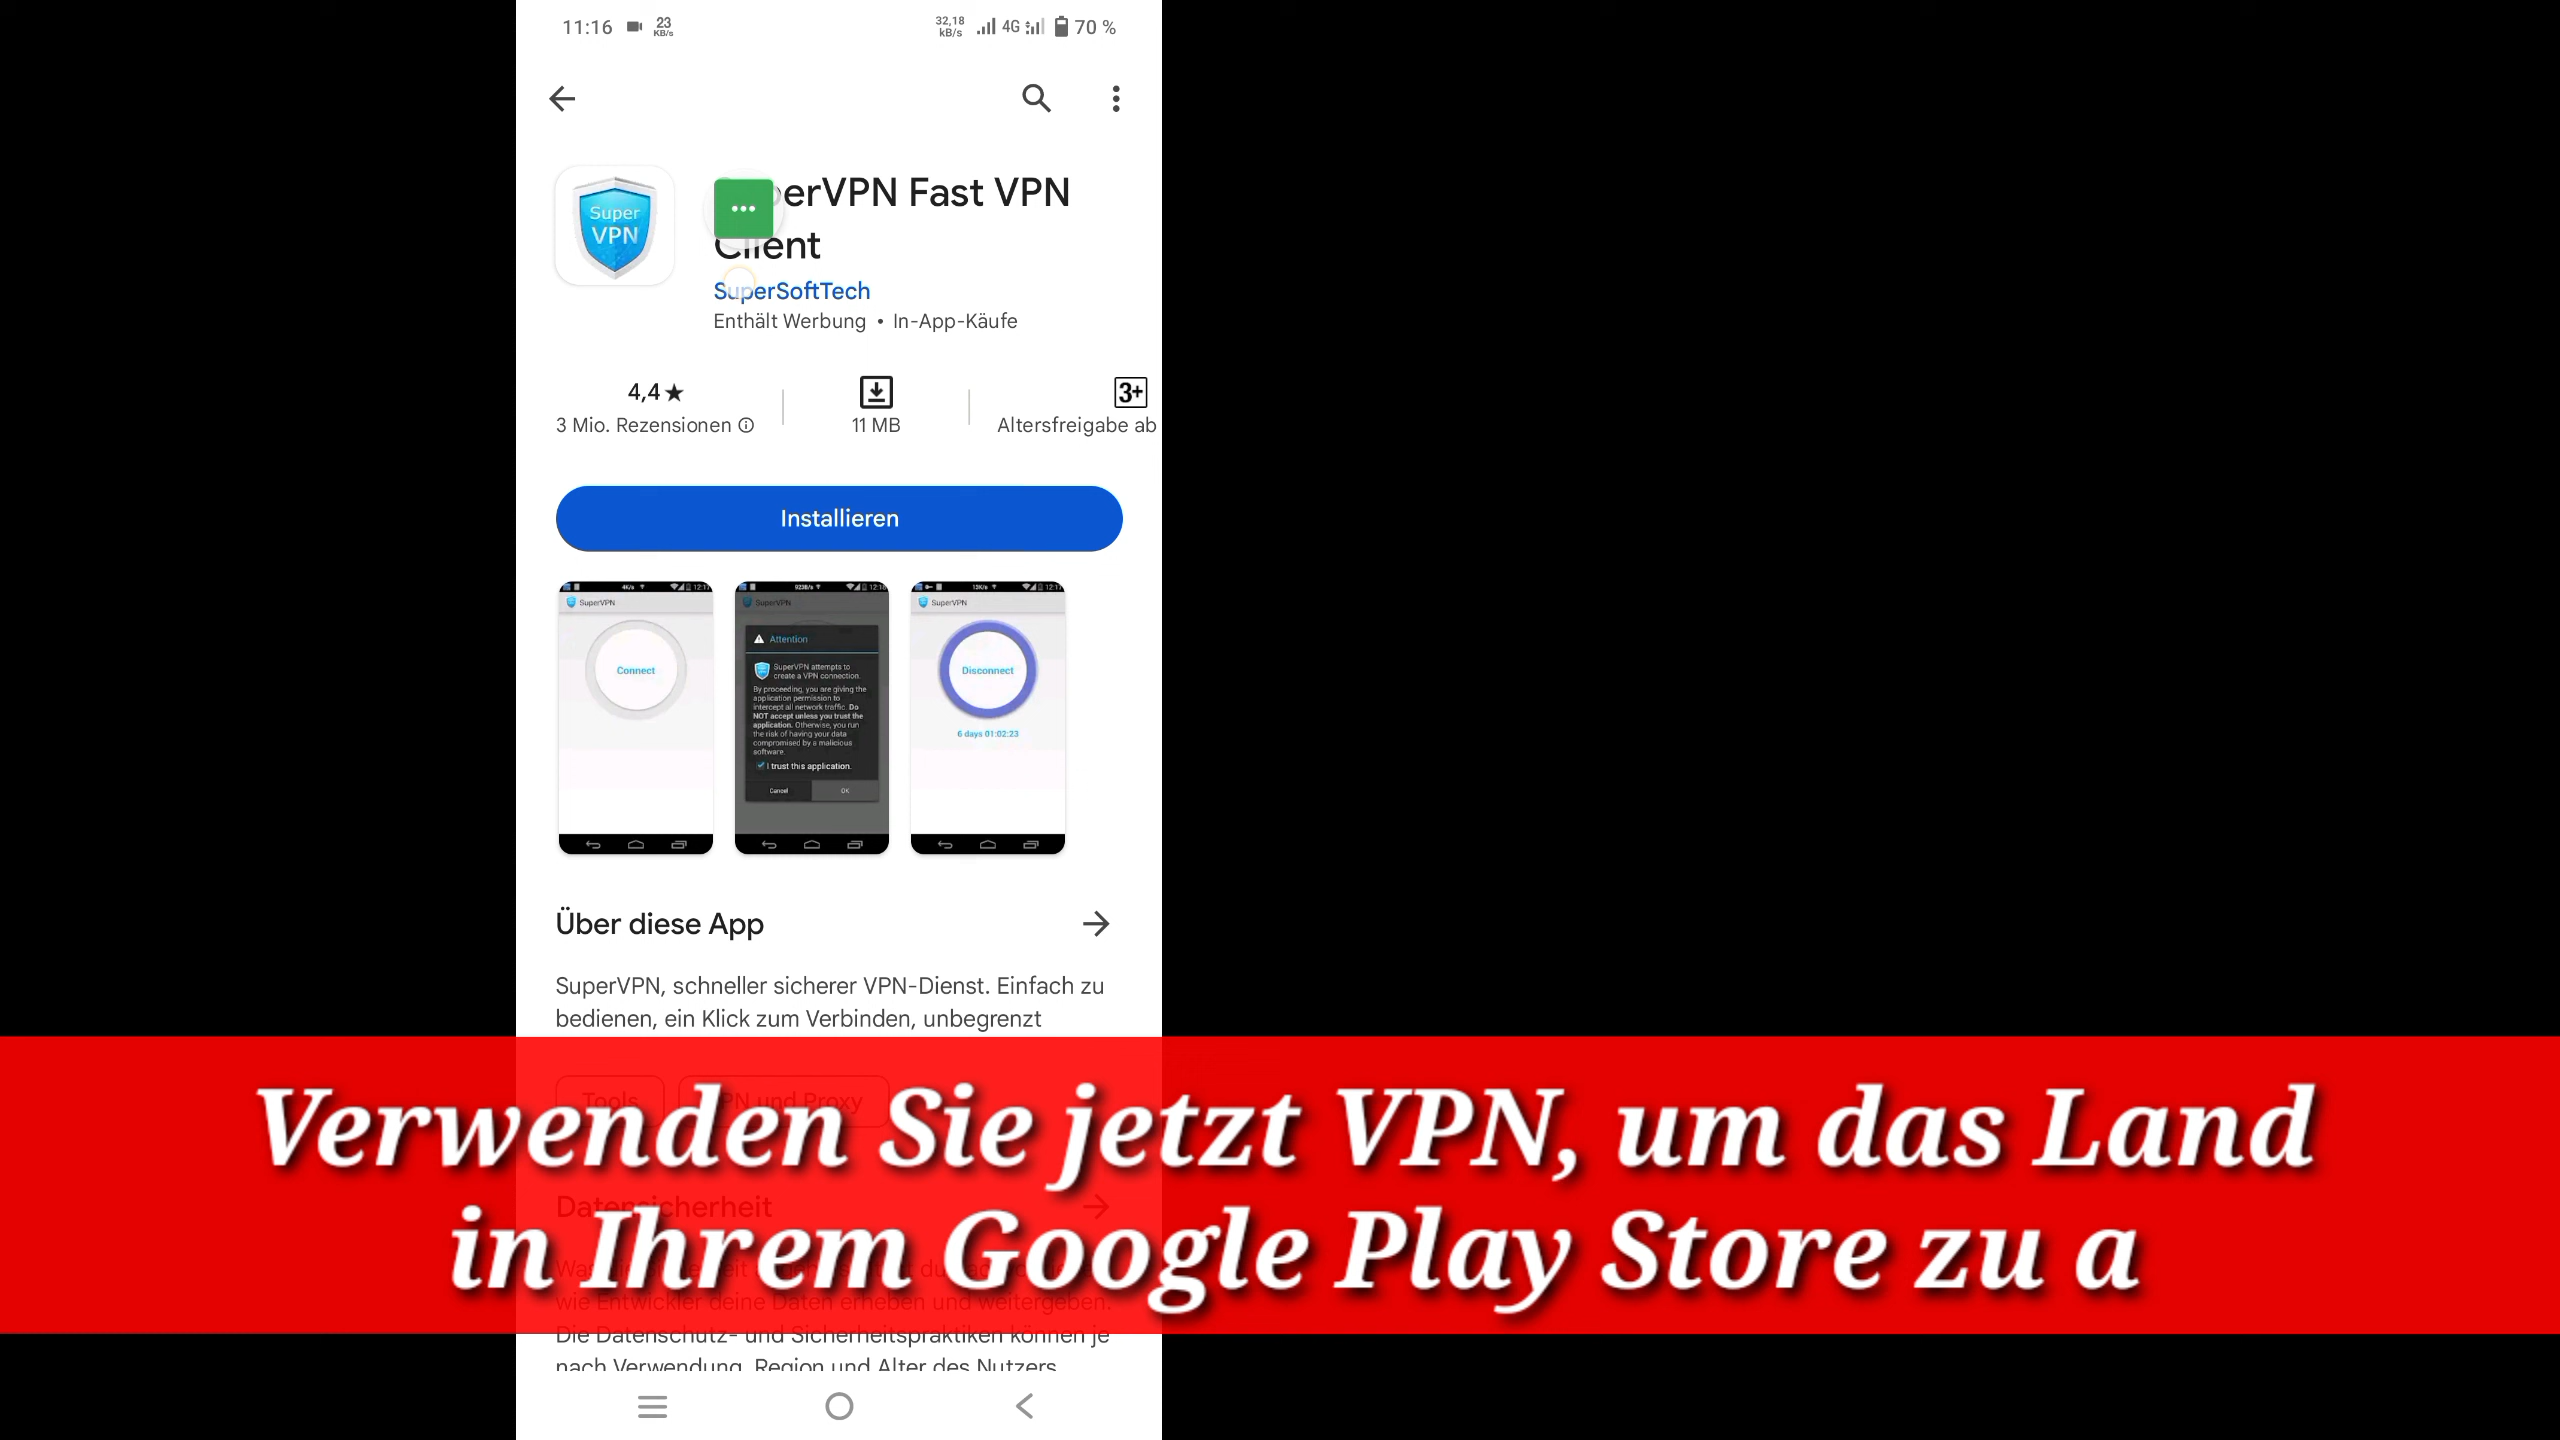 11:16
23
KB/s
32,18
kB/s
4G
70 %
Super
VPN
erVPN Fast VPN
Client
SuperSoftTech
Enthält Werbung • In-App-Käufe
4,4★
3 Mio. Rezensionen
11 MB
3+
Altersfreigabe ab
Installieren
4K/s
12:17
SuperVPN
Connect
SuperVPN
Attention
SuperVPN attempts to
create a VPN connection.
By proceeding, you are giving the
application permission to
intercept all network traffic. Do
NOT accept unless you trust the
application. Otherwise, you run
the risk of having your data
compromised by a malicious
software.
I trust this application.
Cancel
OK
SuperVPN
Disconnect
6 days 01:02:23
Über diese App
SuperVPN, schneller sicherer VPN-Dienst. Einfach zu
bedienen, ein Klick zum Verbinden, unbegrenzt
Tools
VPN und Proxy
Verwenden Sie jetzt VPN, um das Land
Datensicherheit
in Ihrem Google Play Store zu a
wie Entwickler deine Daten erheben und weitergeben.
Die Datenschutz- und Sicherheitspraktiken können je
nach Verwendung, Region und Alter des Nutzers